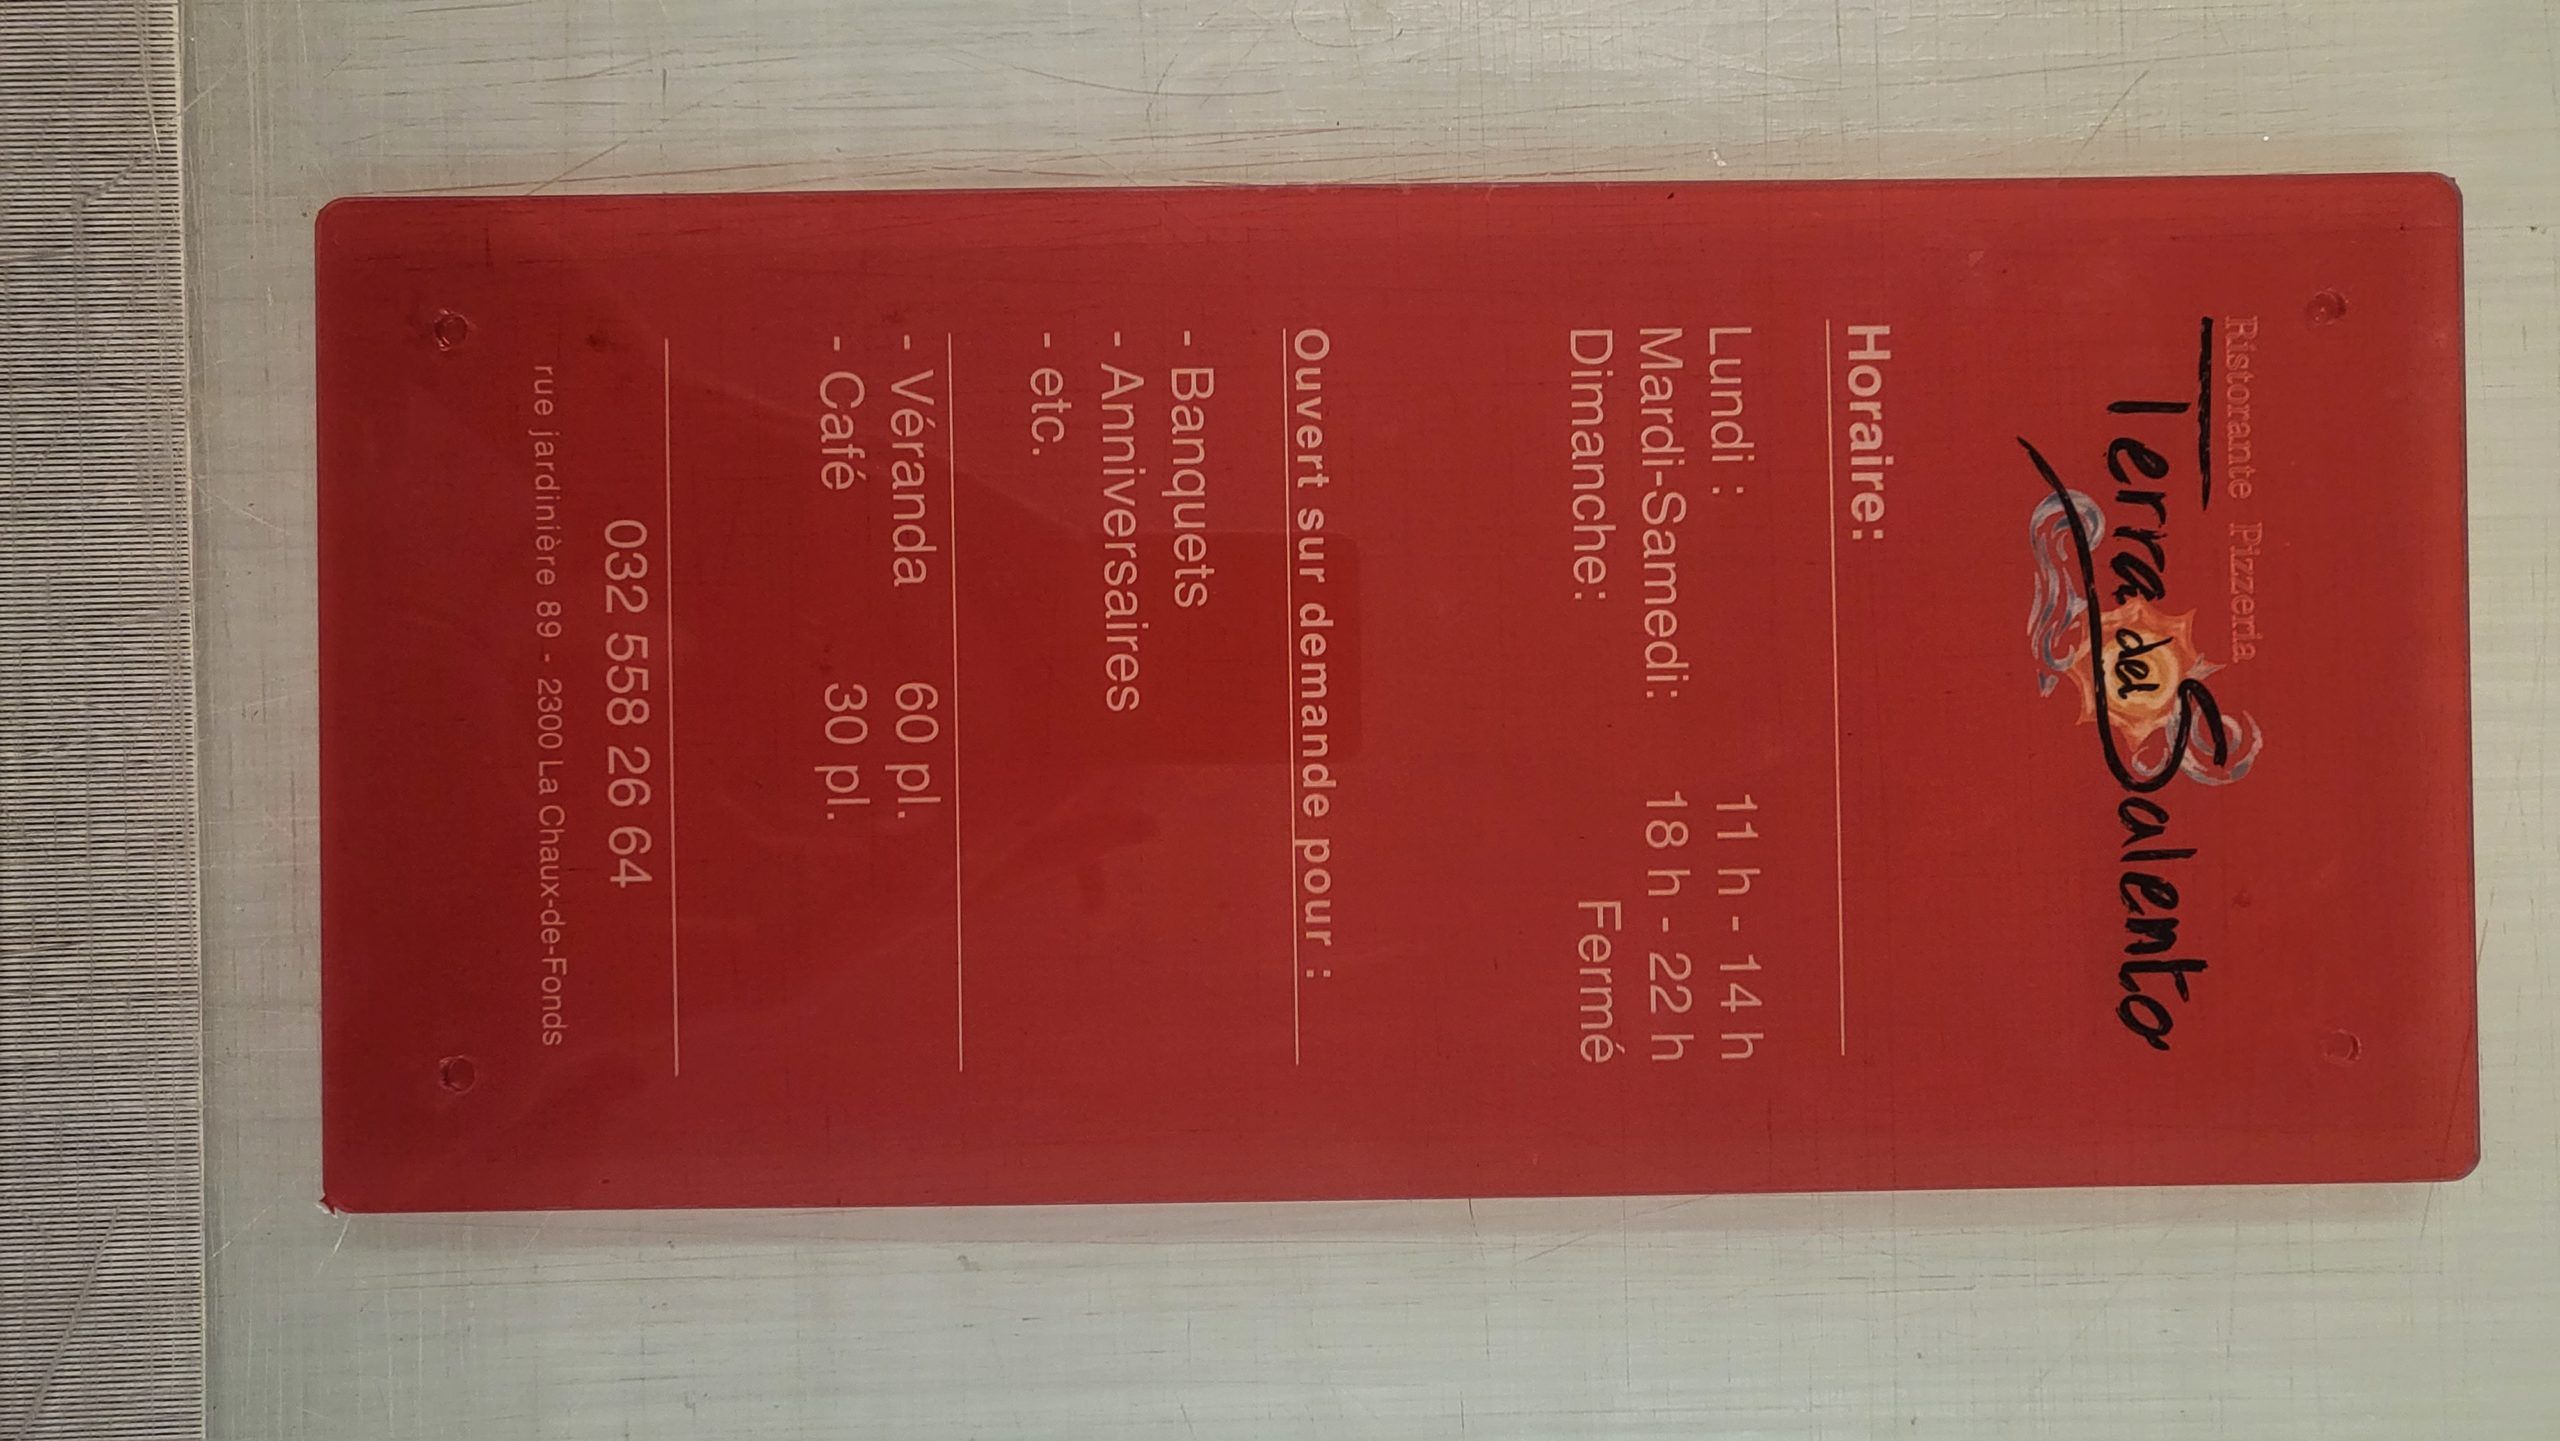 Ristorante Pizzeria
Terra del Salento
Horaire:
Lundi : 11 h - 14 h
Mardi-Samedi: 18 h - 22 h
Dimanche: Fermé
Ouvert sur demande pour :
- Banquets
- Anniversaires
- etc.
- Véranda 60 pl.
- Café 30 pl.
032 558 26 64
rue jardinière 89 - 2300 La Chaux-de-Fonds